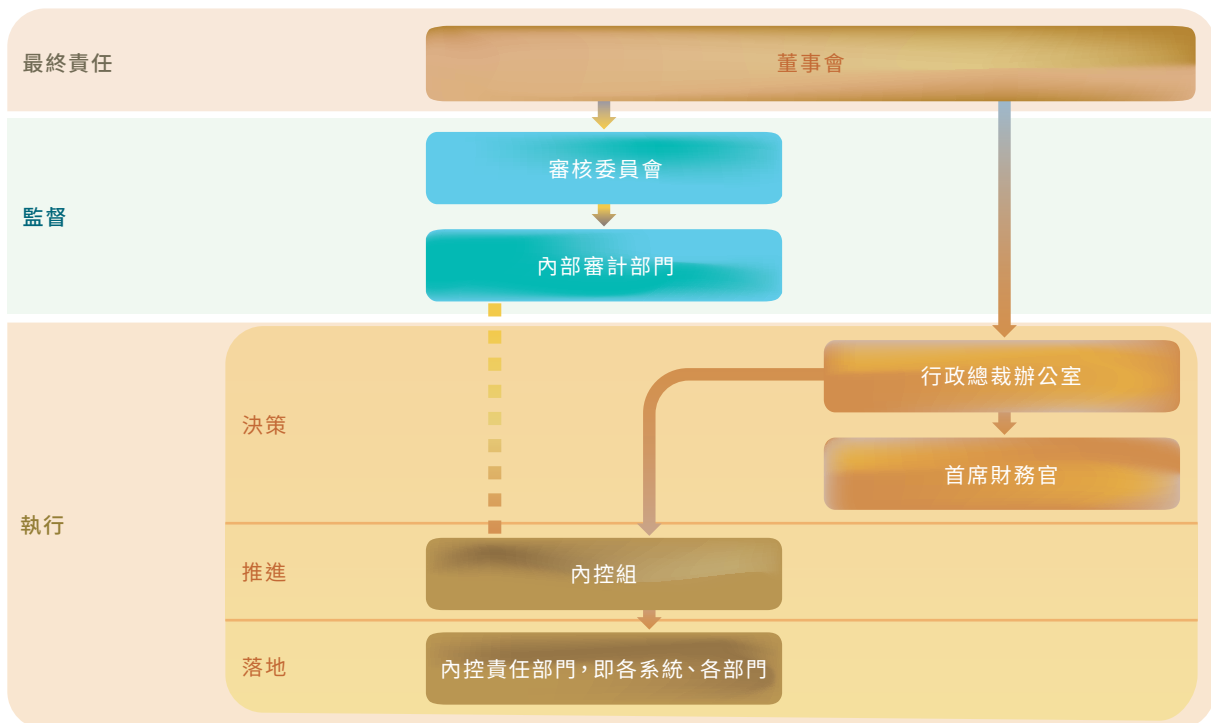 最終責任
董事會
監督
審核委員會
內部審計部門
執行
決策
行政總裁辦公室
首席財務官
推進
內控組
落地
內控責任部門，即各系統、各部門